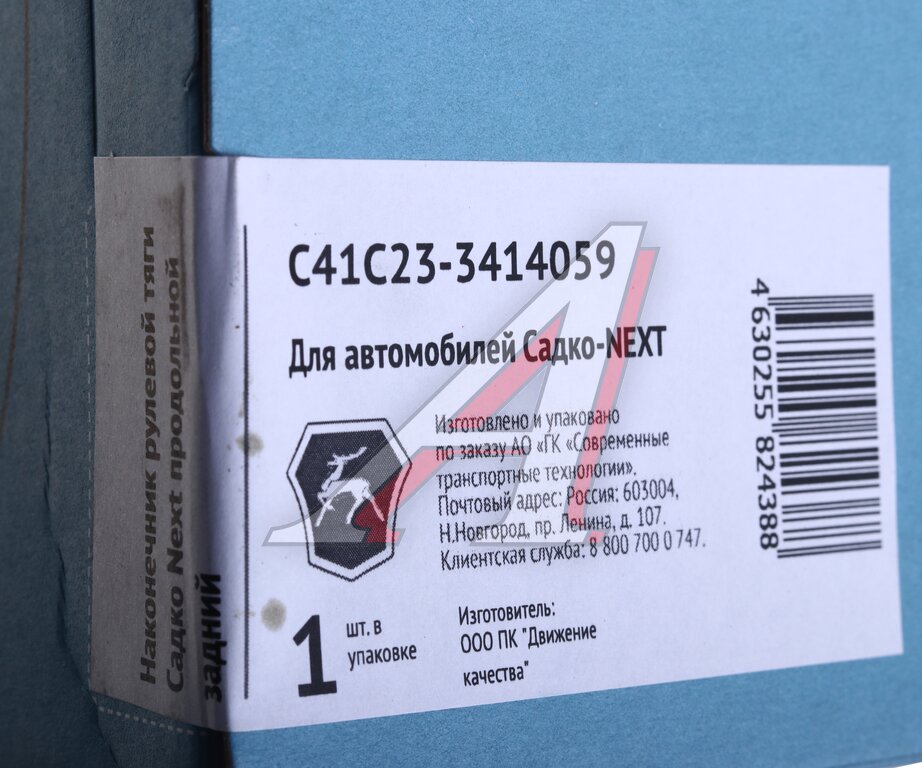 Наконечник рулевой тяги
Садко Next продольной
задний
С41С23-3414059
Для автомобилей Садко-NEXT
Изготовлено и упаковано
по заказу АО «ГК «Современные
транспортные технологии».
Почтовый адрес: Россия: 603004,
Н.Новгород, пр. Ленина, д. 107.
Клиентская служба: 8 800 700 0 747.
1 шт. в
упаковке
Изготовитель:
ООО ПК "Движение
качества"
4 630255 824388